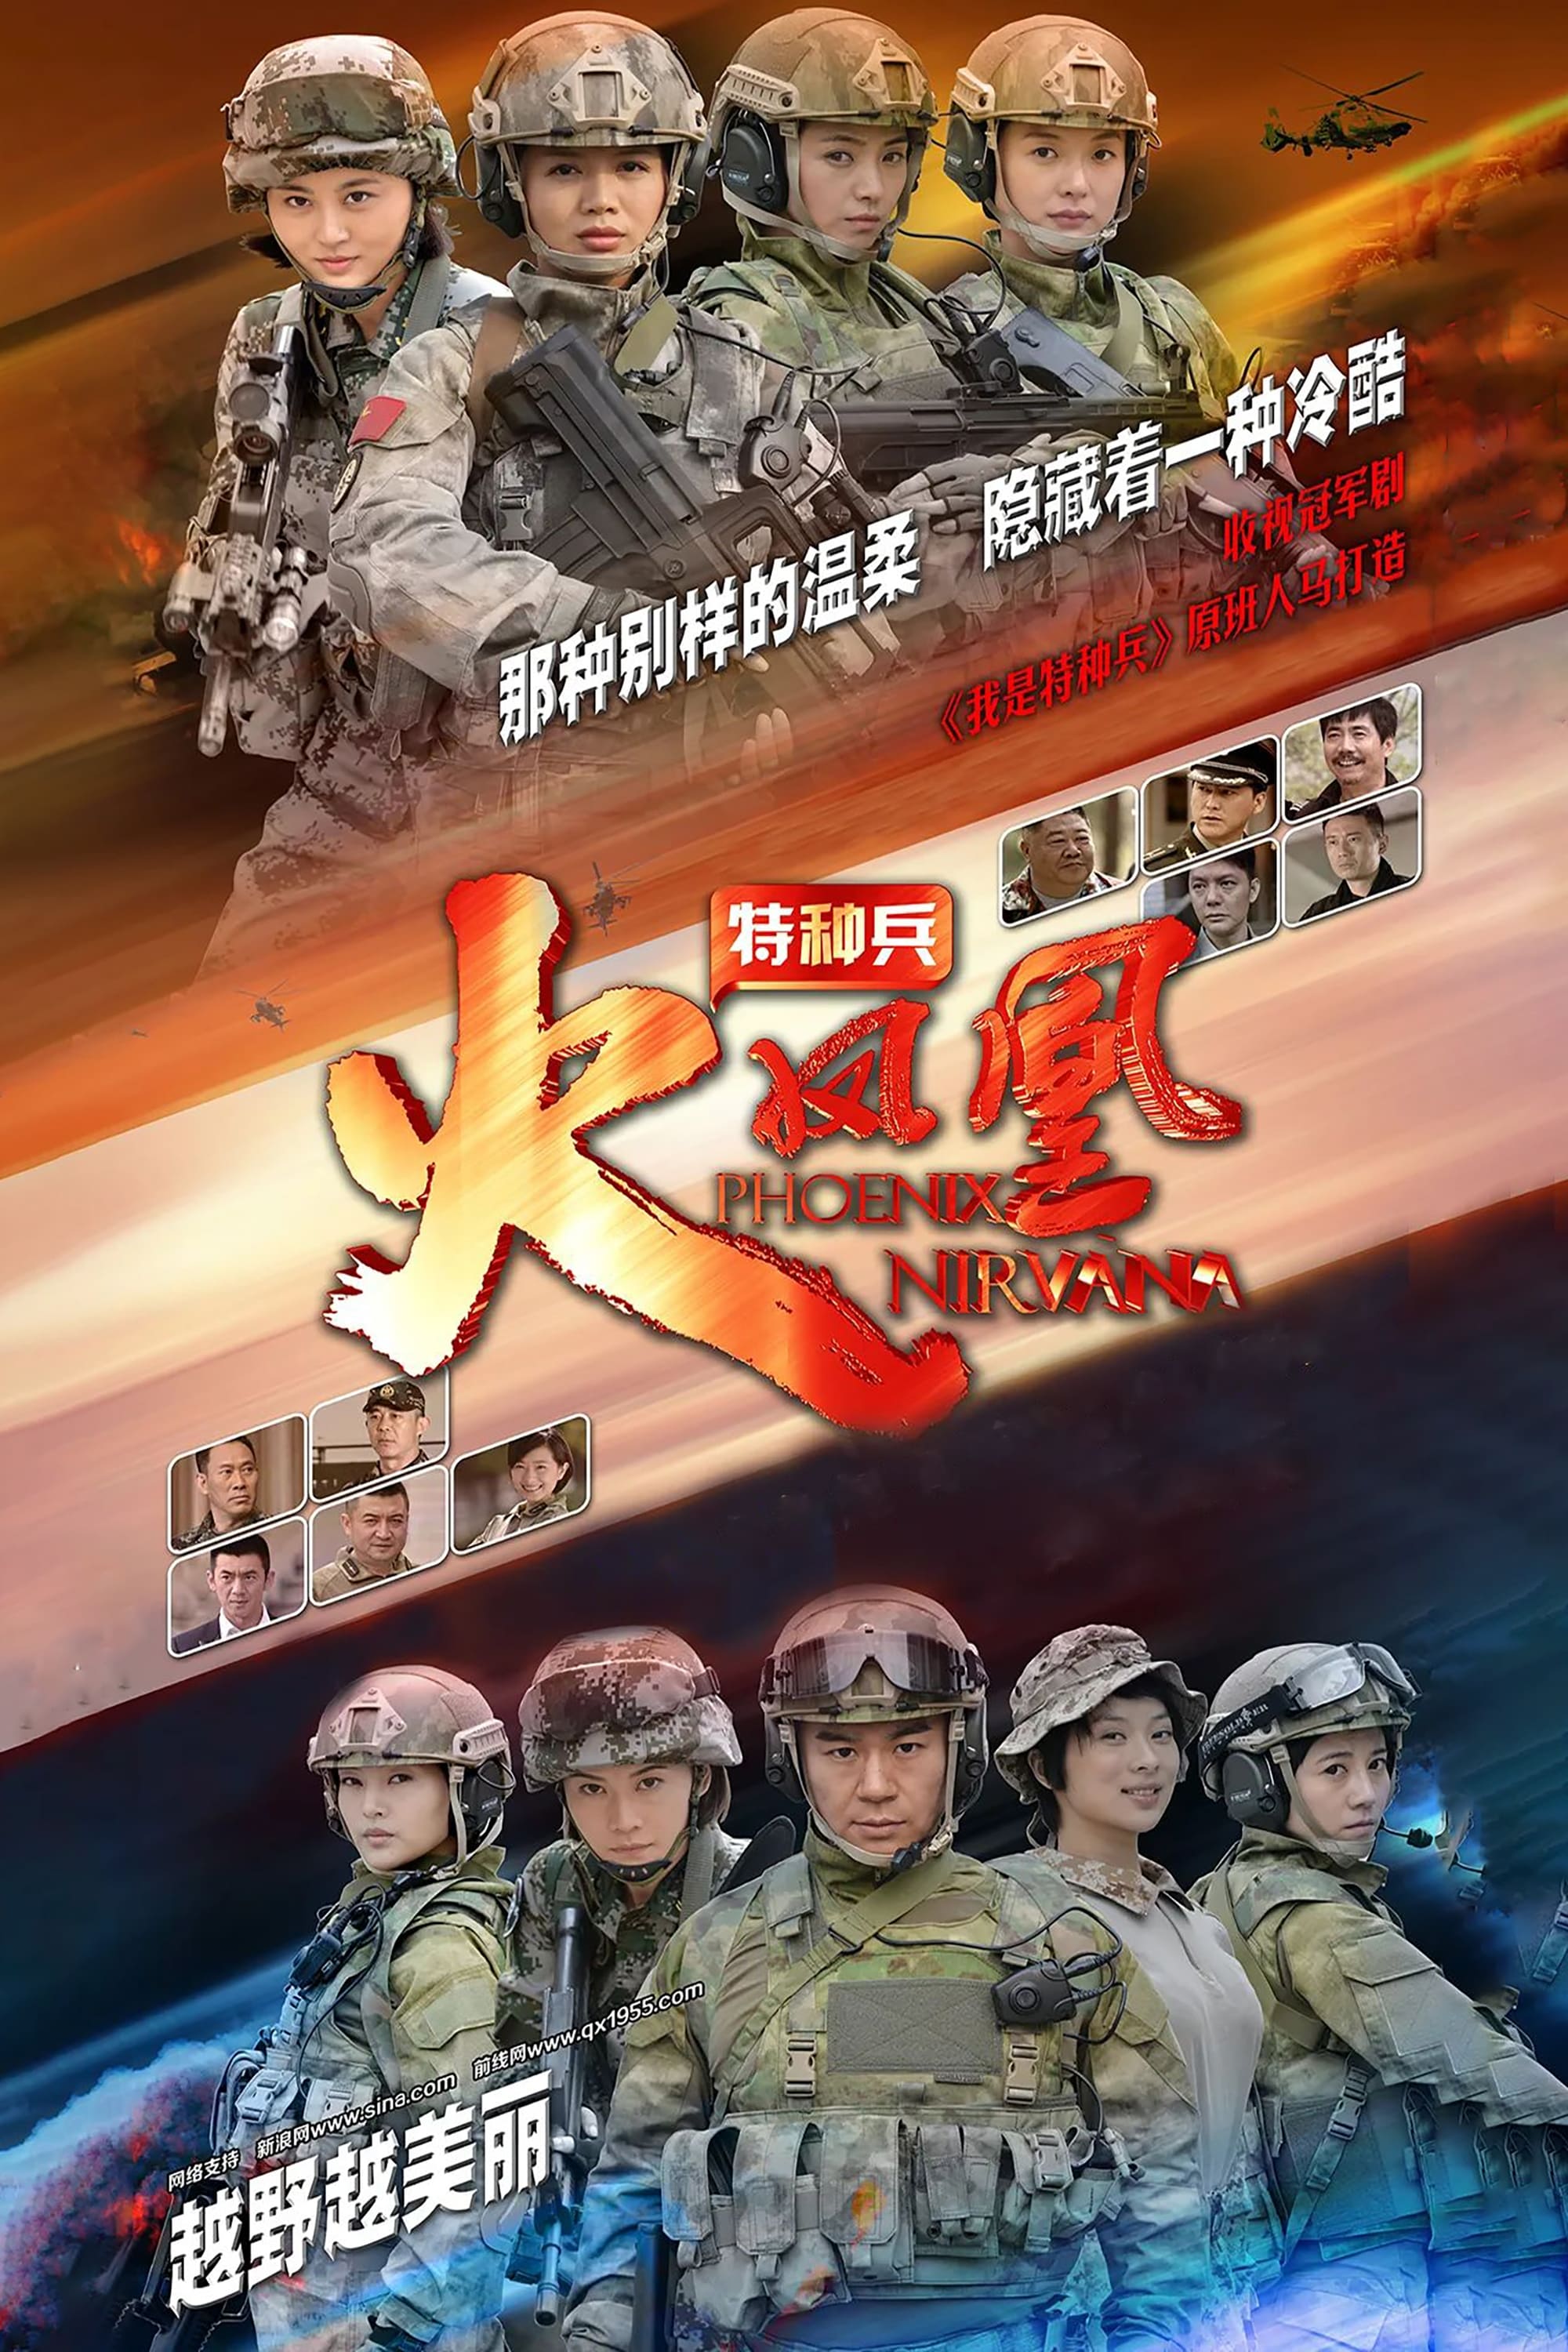 那种别样的温柔 隐藏着一种冷酷
收视冠军剧
《我是特种兵》原班人马打造
特种兵
火凤凰
PHOENIX
NIRVANA
网络支持 新浪网www.sina.com 前线网www.qx1955.com
越野越美丽